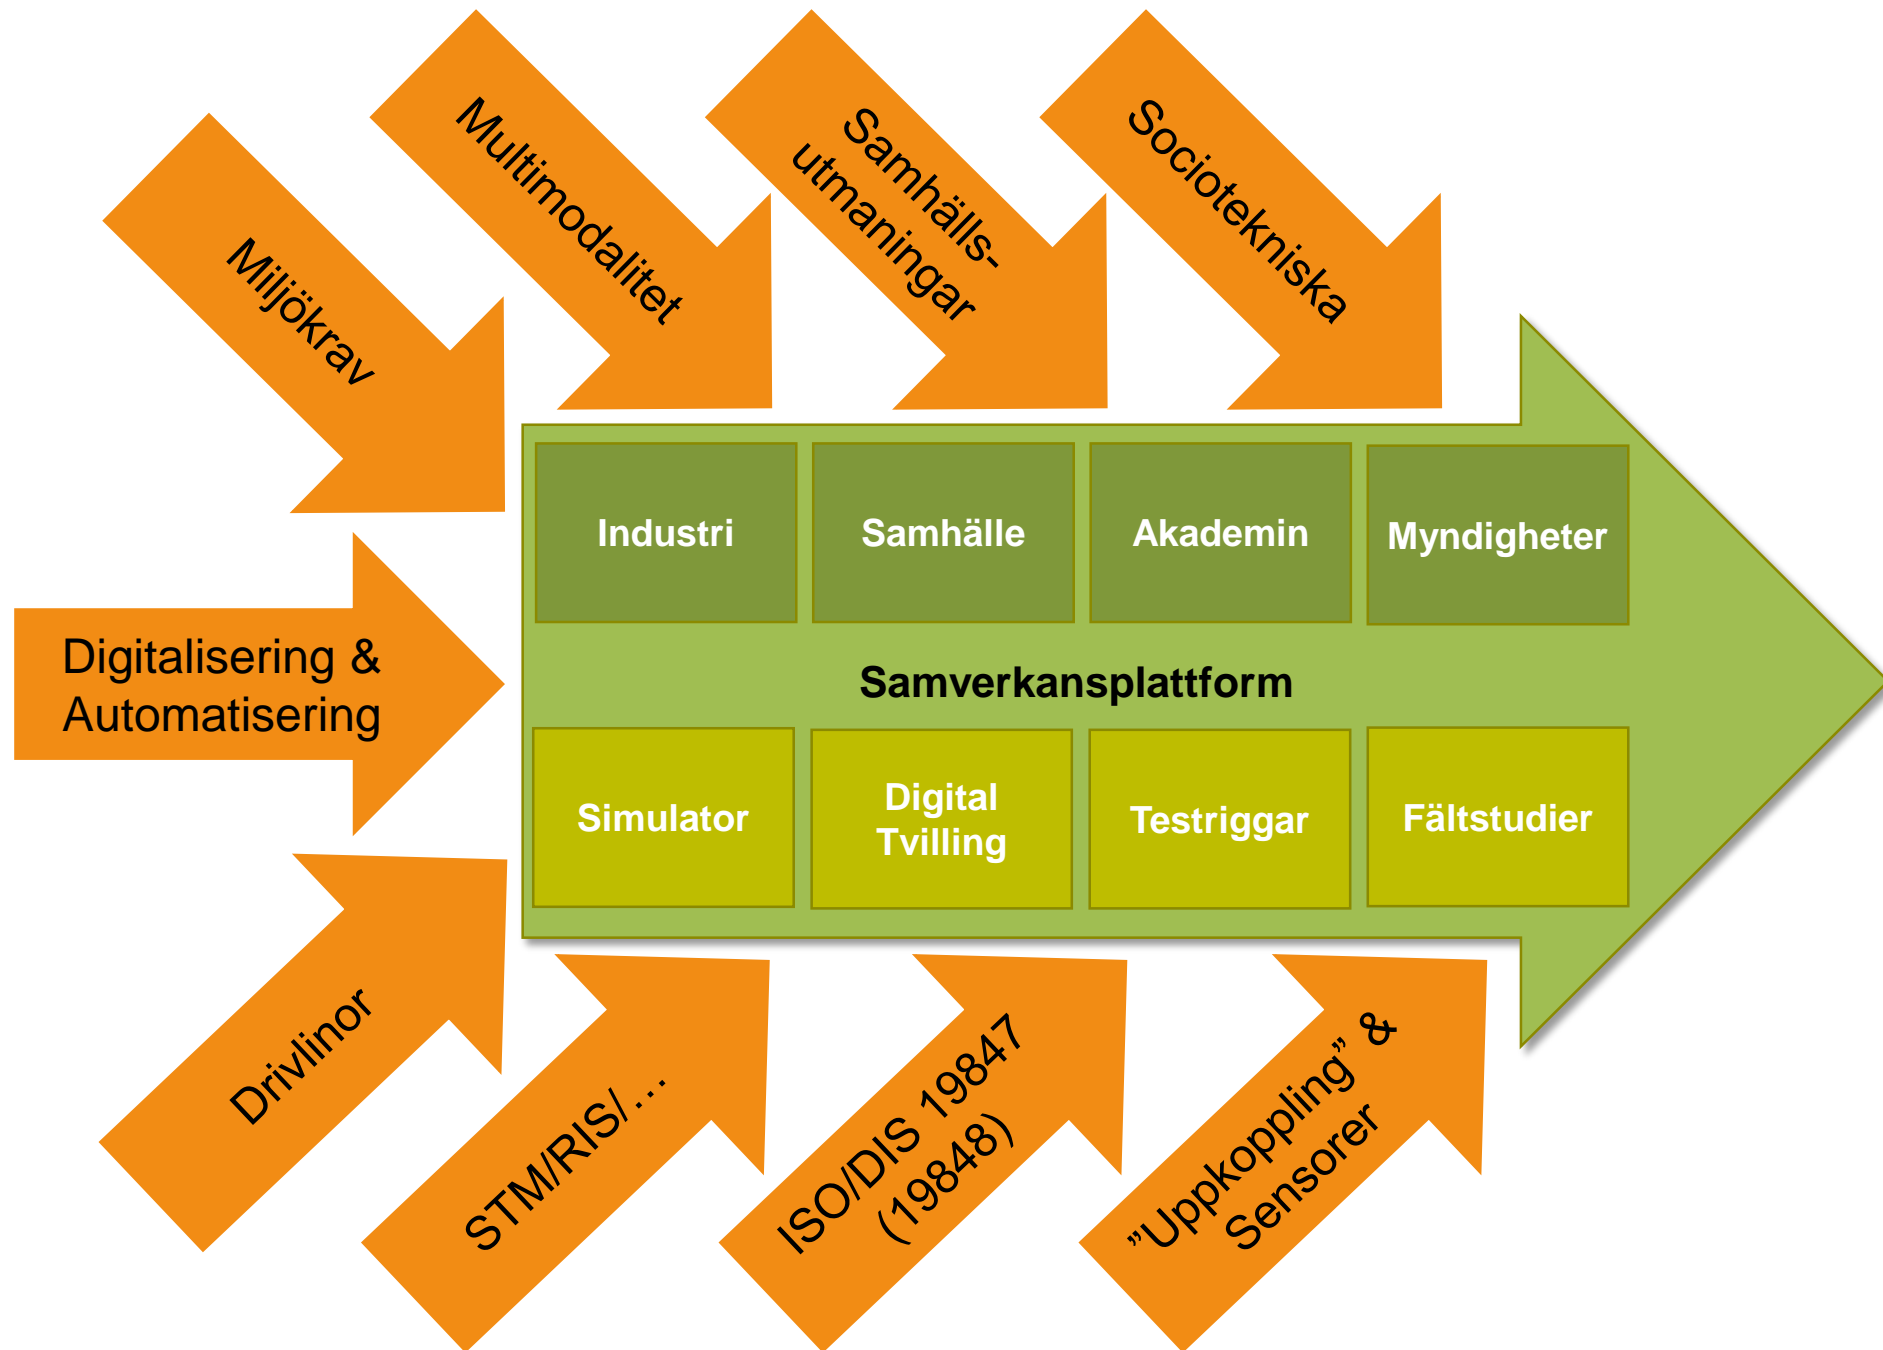 Miljökrav
Multimodalitet
Samhälls-
utmaningar
Sociotekniska
Digitalisering &
Automatisering
Industri
Samhälle
Akademin
Myndigheter
Samverkansplattform
Simulator
Digital
Tvilling
Testriggar
Fältstudier
Drivlinor
STM/RIS/…
ISO/DIS 19847
(19848)
”Uppkoppling” &
Sensorer